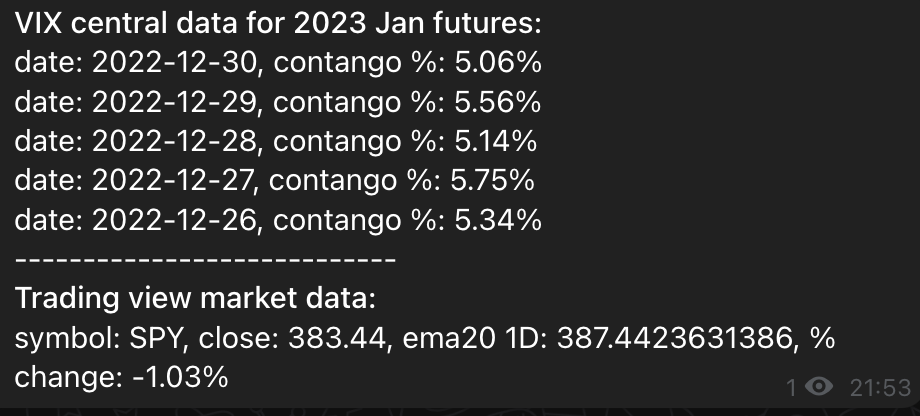 VIX central data for 2023 Jan futures:
date: 2022-12-30, contango %: 5.06%
date: 2022-12-29, contango %: 5.56%
date: 2022-12-28, contango %: 5.14%
date: 2022-12-27, contango %: 5.75%
date: 2022-12-26, contango %: 5.34%
----------------------------
Trading view market data:
symbol: SPY, close: 383.44, ema20 1D: 387.4423631386, %
change: -1.03%
1 21:53